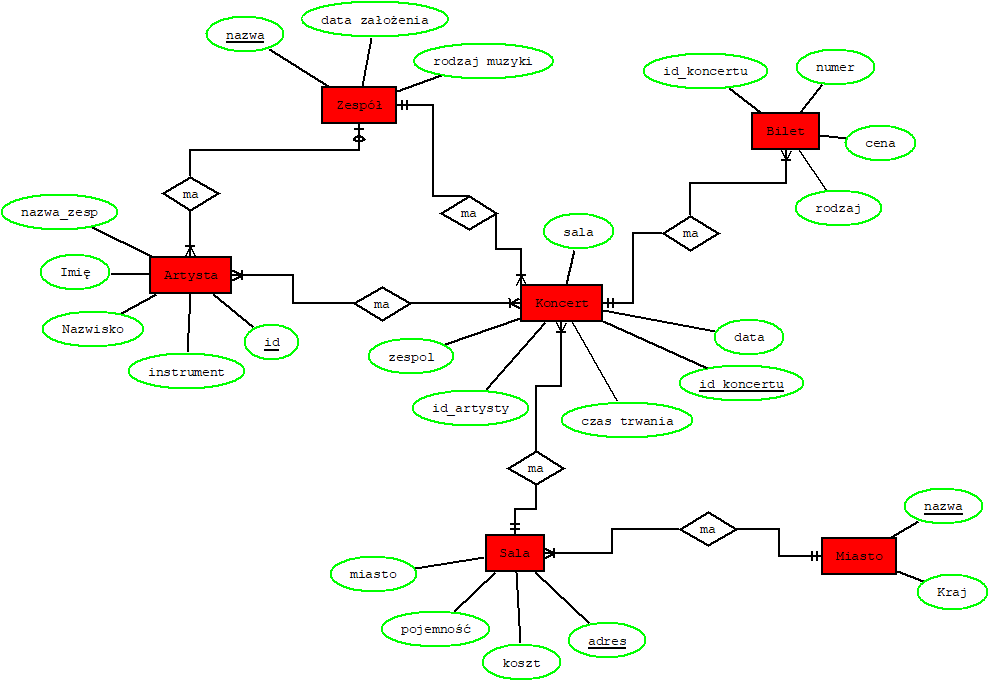 data założenia
nazwa
rodzaj muzyki
id_koncertu
numer
Zespół
Bilet
cena
ma
rodzaj
nazwa_zesp
ma
sala
ma
Imię
Artysta
ma
Koncert
Nazwisko
id
data
zespol
instrument
id_koncertu
id_artysty
czas trwania
ma
nazwa
ma
Sala
Miasto
miasto
Kraj
pojemność
adres
koszt